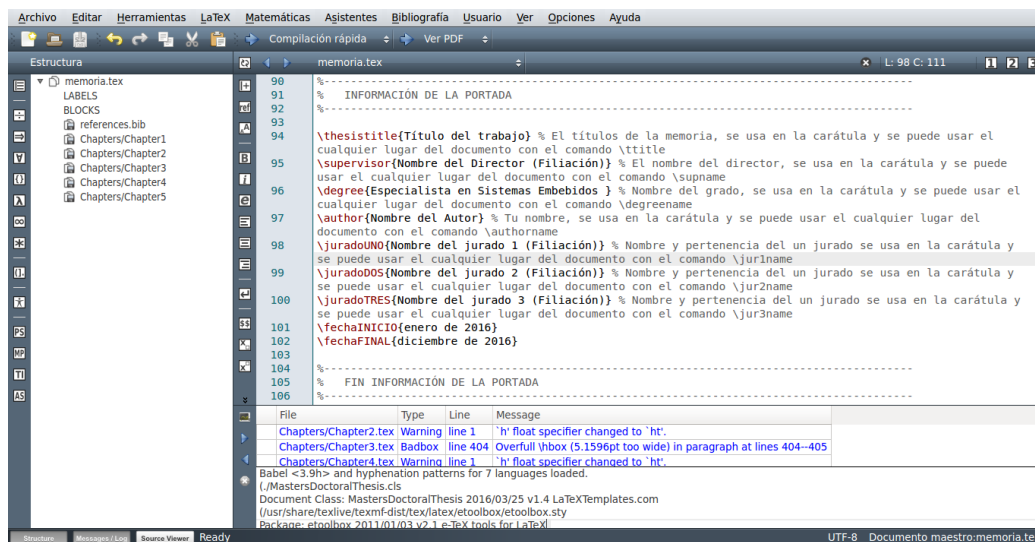 Archivo Editar Herramientas LaTeX Matemáticas Asistentes Bibliografía Usuario Ver Opciones Ayuda
Compilación rápida Ver PDF
Estructura memoria.tex L: 98 C: 111 1 2
memoria.tex
LABELS
BLOCKS
references.bib
Chapters/Chapter1
Chapters/Chapter2
Chapters/Chapter3
Chapters/Chapter4
Chapters/Chapter5
90 %----------------------------------------------------------------------------------------
91 % INFORMACIÓN DE LA PORTADA
92 %----------------------------------------------------------------------------------------
93
94 \thesistitle{Título del trabajo} % El títulos de la memoria, se usa en la carátula y se puede usar el
cualquier lugar del documento con el comando \ttitle
95 \supervisor{Nombre del Director (Filiación)} % El nombre del director, se usa en la carátula y se puede
usar el cualquier lugar del documento con el comando \supname
96 \degree{Especialista en Sistemas Embebidos } % Nombre del grado, se usa en la carátula y se puede usar el
cualquier lugar del documento con el comando \degreename
97 \author{Nombre del Autor} % Tu nombre, se usa en la carátula y se puede usar el cualquier lugar del
documento con el comando \authorname
98 \juradoUNO{Nombre del jurado 1 (Filiación)} % Nombre y pertenencia del un jurado se usa en la carátula y
se puede usar el cualquier lugar del documento con el comando \jur1name
99 \juradoDOS{Nombre del jurado 2 (Filiación)} % Nombre y pertenencia del un jurado se usa en la carátula y
se puede usar el cualquier lugar del documento con el comando \jur2name
100 \juradoTRES{Nombre del jurado 3 (Filiación)} % Nombre y pertenencia del un jurado se usa en la carátula y
se puede usar el cualquier lugar del documento con el comando \jur3name
101 \fechaINICIO{enero de 2016}
102 \fechaFINAL{diciembre de 2016}
103
104 %----------------------------------------------------------------------------------------
105 % FIN INFORMACIÓN DE LA PORTADA
106 %----------------------------------------------------------------------------------------
File Type Line Message
Chapters/Chapter2.tex Warning line 1 `h' float specifier changed to `ht'.
Chapters/Chapter3.tex Badbox line 404 Overfull \hbox (5.1596pt too wide) in paragraph at lines 404--405
Chapters/Chapter4.tex Warning line 1 `h' float specifier changed to `ht'.
Babel <3.9h> and hyphenation patterns for 7 languages loaded.
(./MastersDoctoralThesis.cls
Document Class: MastersDoctoralThesis 2016/03/25 v1.4 LaTeXTemplates.com
(/usr/share/texlive/texmf-dist/tex/latex/etoolbox/etoolbox.sty
Package: etoolbox 2011/01/03 v2.1 e-TeX tools for LaTeX
Structure Messages / Log Source Viewer Ready UTF-8 Documento maestro:memoria.te